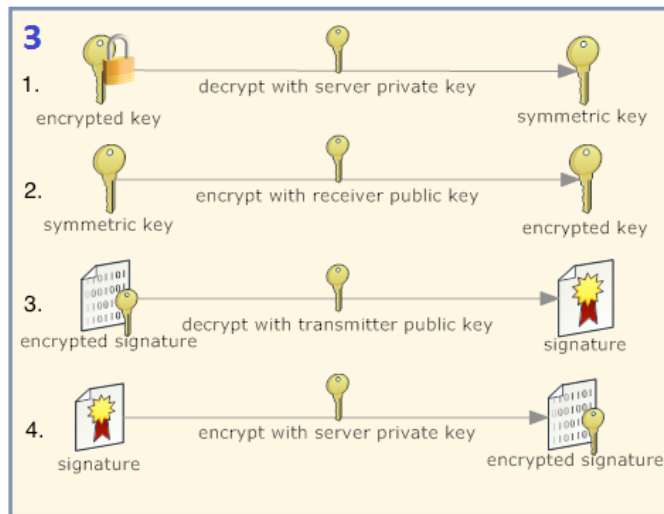 3
1.
decrypt with server private key
encrypted key
symmetric key
2.
encrypt with receiver public key
symmetric key
encrypted key
3.
decrypt with transmitter public key
encrypted signature
signature
4.
encrypt with server private key
signature
encrypted signature